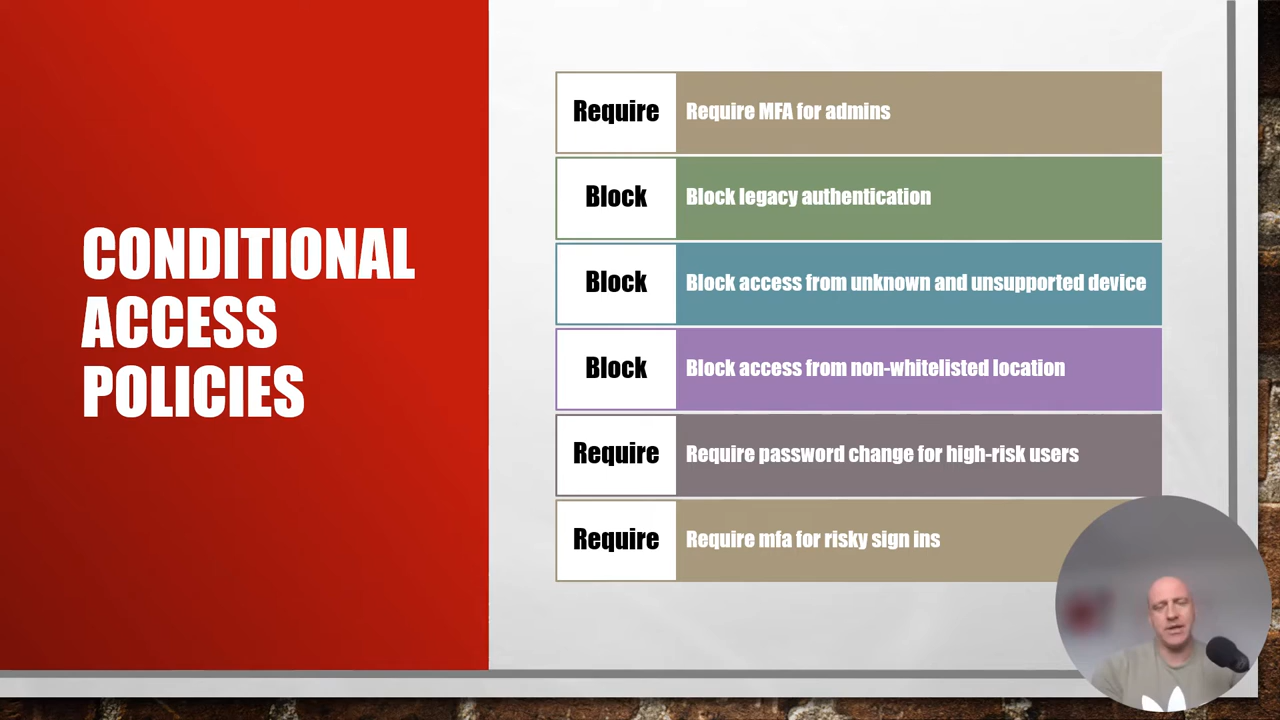 CONDITIONAL
ACCESS
POLICIES
Require
Require MFA for admins
Block
Block legacy authentication
Block
Block access from unknown and unsupported device
Block
Block access from non-whitelisted location
Require
Require password change for high-risk users
Require
Require mfa for risky sign ins